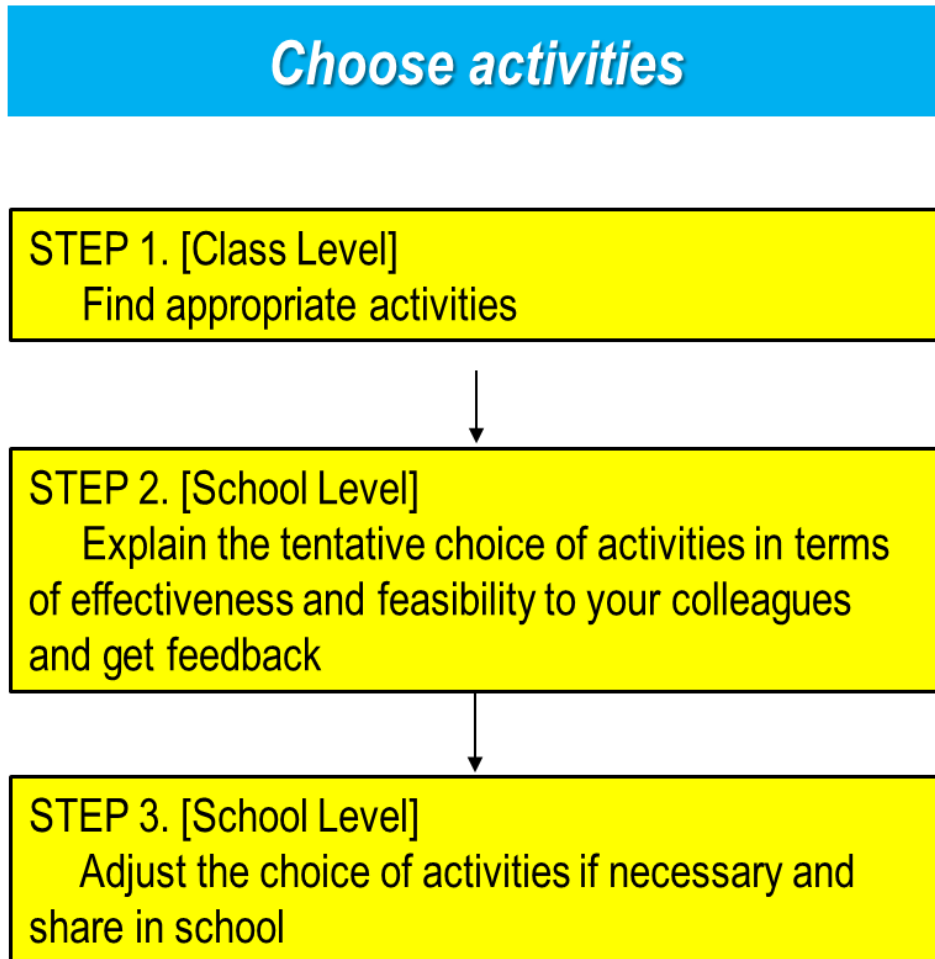 Choose activities
STEP 1. [Class Level]
Find appropriate activities
STEP 2. [School Level]
Explain the tentative choice of activities in terms
of effectiveness and feasibility to your colleagues
and get feedback
STEP 3. [School Level]
Adjust the choice of activities if necessary and
share in school